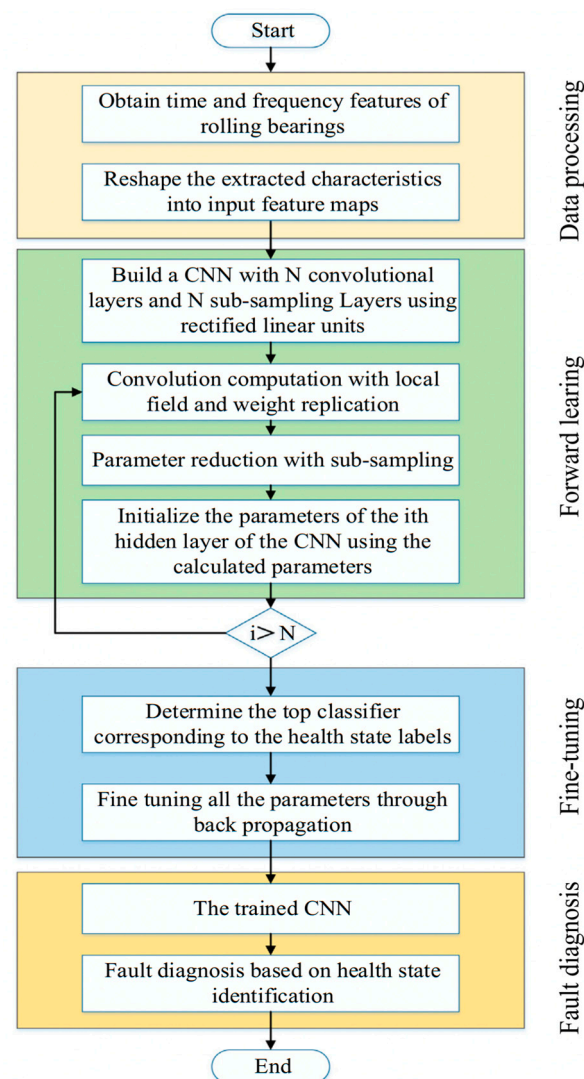 Start
Data processing
Obtain time and frequency features of
rolling bearings
Reshape the extracted characteristics
into input feature maps
Forward learing
Build a CNN with N convolutional
layers and N sub-sampling Layers using
rectified linear units
Convolution computation with local
field and weight replication
Parameter reduction with sub-sampling
Initialize the parameters of the ith
hidden layer of the CNN using the
calculated parameters
i> N
Fine-tuning
Determine the top classifier
corresponding to the health state labels
Fine tuning all the parameters through
back propagation
Fault diagnosis
The trained CNN
Fault diagnosis based on health state
identification
End